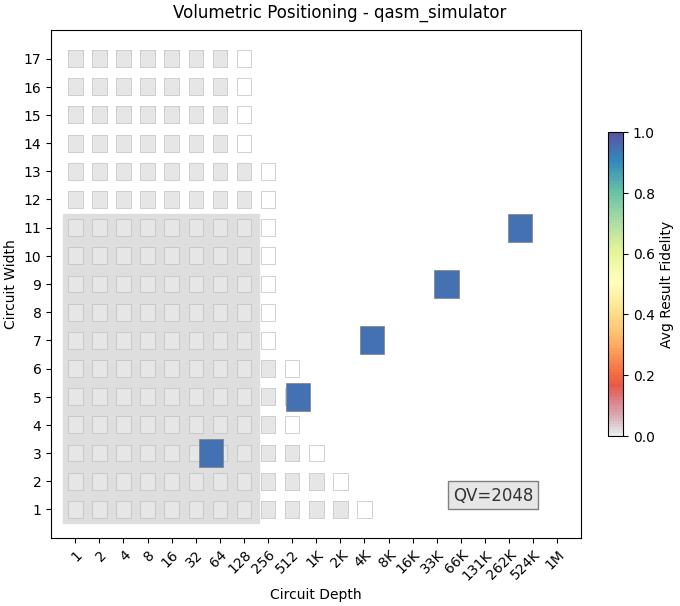 Volumetric Positioning - qasm_simulator
Circuit Width
17
16
15
14
13
12
11
10
9
8
7
6
5
4
3
2
1
QV=2048
1
2
4
8
16
32
64
128
256
512
1K
2K
4K
8K
16K
33K
66K
131K
262K
524K
1M
Circuit Depth
1.0
0.8
0.6
0.4
0.2
0.0
Avg Result Fidelity